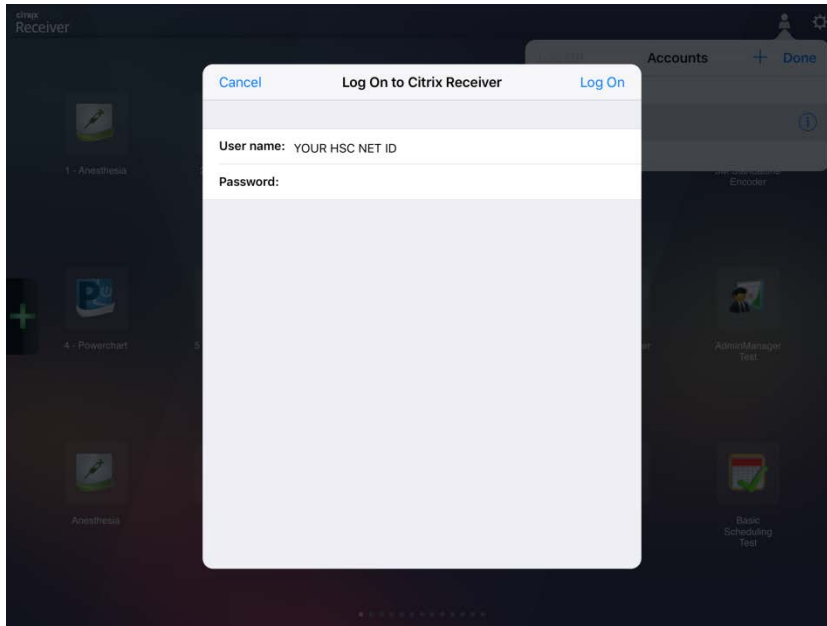 citrix
Receiver
Accounts + Done
Cancel Log On to Citrix Receiver Log On
User name: YOUR HSC NET ID
Password:
1 - Anesthesia
Encoder
4 - Powerchart
5
AdminManager
Test
Anesthesia
Basic
Scheduling
Test